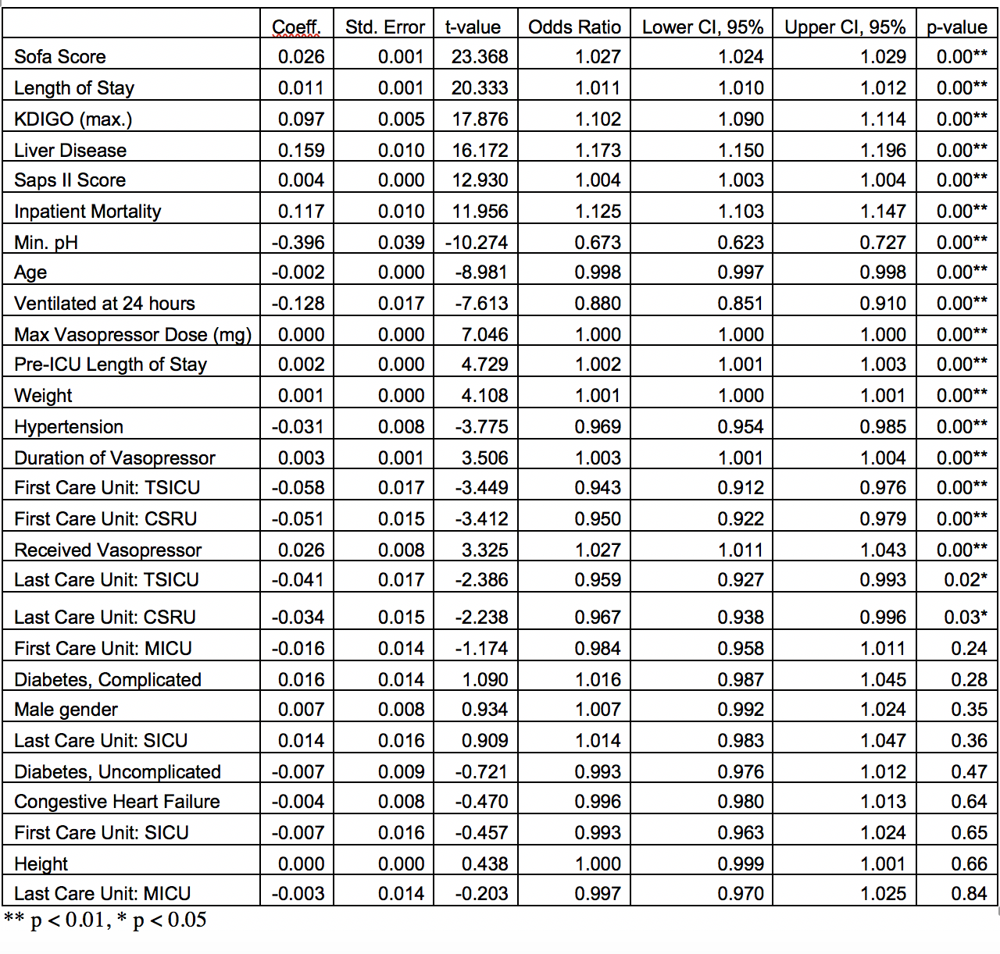 Coeff. Std. Error t-value Odds Ratio Lower CI, 95% Upper CI, 95% p-value
Sofa Score 0.026 0.001 23.368 1.027 1.024 1.029 0.00**
Length of Stay 0.011 0.001 20.333 1.011 1.010 1.012 0.00**
KDIGO (max.) 0.097 0.005 17.876 1.102 1.090 1.114 0.00**
Liver Disease 0.159 0.010 16.172 1.173 1.150 1.196 0.00**
Saps II Score 0.004 0.000 12.930 1.004 1.003 1.004 0.00**
Inpatient Mortality 0.117 0.010 11.956 1.125 1.103 1.147 0.00**
Min. pH -0.396 0.039 -10.274 0.673 0.623 0.727 0.00**
Age -0.002 0.000 -8.981 0.998 0.997 0.998 0.00**
Ventilated at 24 hours -0.128 0.017 -7.613 0.880 0.851 0.910 0.00**
Max Vasopressor Dose (mg) 0.000 0.000 7.046 1.000 1.000 1.000 0.00**
Pre-ICU Length of Stay 0.002 0.000 4.729 1.002 1.001 1.003 0.00**
Weight 0.001 0.000 4.108 1.001 1.000 1.001 0.00**
Hypertension -0.031 0.008 -3.775 0.969 0.954 0.985 0.00**
Duration of Vasopressor 0.003 0.001 3.506 1.003 1.001 1.004 0.00**
First Care Unit: TSICU -0.058 0.017 -3.449 0.943 0.912 0.976 0.00**
First Care Unit: CSRU -0.051 0.015 -3.412 0.950 0.922 0.979 0.00**
Received Vasopressor 0.026 0.008 3.325 1.027 1.011 1.043 0.00**
Last Care Unit: TSICU -0.041 0.017 -2.386 0.959 0.927 0.993 0.02*
Last Care Unit: CSRU -0.034 0.015 -2.238 0.967 0.938 0.996 0.03*
First Care Unit: MICU -0.016 0.014 -1.174 0.984 0.958 1.011 0.24
Diabetes, Complicated 0.016 0.014 1.090 1.016 0.987 1.045 0.28
Male gender 0.007 0.008 0.934 1.007 0.992 1.024 0.35
Last Care Unit: SICU 0.014 0.016 0.909 1.014 0.983 1.047 0.36
Diabetes, Uncomplicated -0.007 0.009 -0.721 0.993 0.976 1.012 0.47
Congestive Heart Failure -0.004 0.008 -0.470 0.996 0.980 1.013 0.64
First Care Unit: SICU -0.007 0.016 -0.457 0.993 0.963 1.024 0.65
Height 0.000 0.000 0.438 1.000 0.999 1.001 0.66
Last Care Unit: MICU -0.003 0.014 -0.203 0.997 0.970 1.025 0.84
** p < 0.01, * p < 0.05